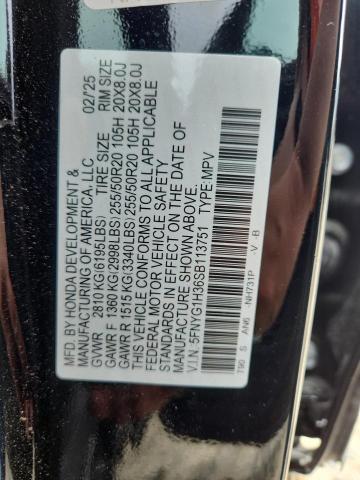 MFD. BY HONDA DEVELOPMENT & 02/25
MANUFACTURING OF AMERICA, LLC
GVWR 2810 KG(6195LBS) TIRE SIZE RIM SIZE
GAWR F 1360 KG(2998LBS)255/50R20 105H 20X8.0J
GAWR R 1515 KG(3340LBS)255/50R20 105H 20X8.0J
THIS VEHICLE CONFORMS TO ALL APPLICABLE
FEDERAL MOTOR VEHICLE SAFETY
STANDARDS IN EFFECT ON THE DATE OF
MANUFACTURE SHOWN ABOVE.
V.I.N. 5FNYG1H36SB113751 TYPE:MPV
T90 S AN6 -NH731P -V -B